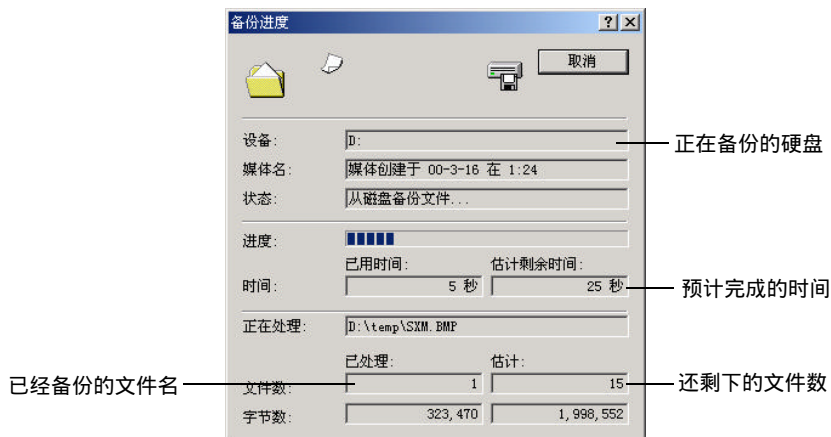 备份进度
取消
设备: D: 正在备份的硬盘
媒体名: 媒体创建于 00-3-16 在 1:24
状态: 从磁盘备份文件...
进度:
已用时间: 估计剩余时间:
时间: 5 秒 25 秒 预计完成的时间
正在处理: D:\temp\SXM.BMP
已处理: 估计:
已经备份的文件名 文件数: 1 15 还剩下的文件数
字节数: 323,470 1,998,552